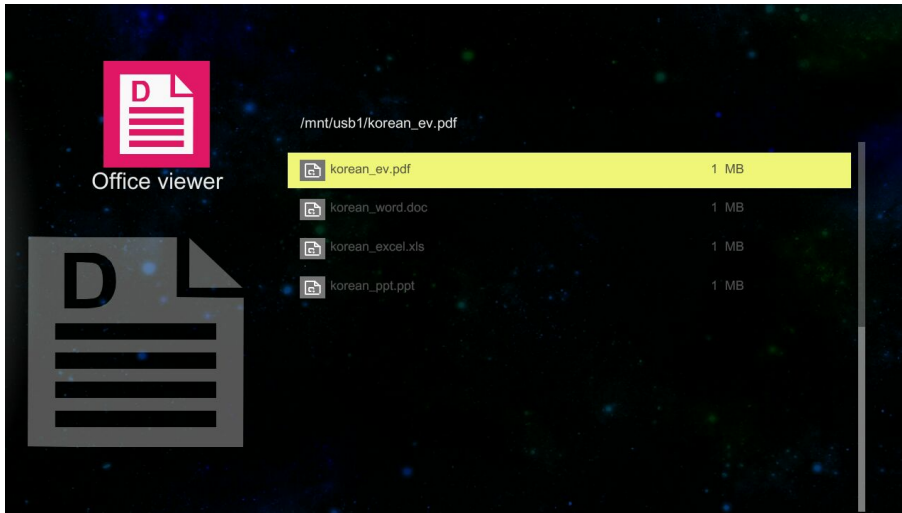 D
Office viewer
D
/mnt/usb1/korean_ev.pdf
korean_ev.pdf 1 MB
korean_word.doc 1 MB
korean_excel.xls 1 MB
korean_ppt.ppt 1 MB